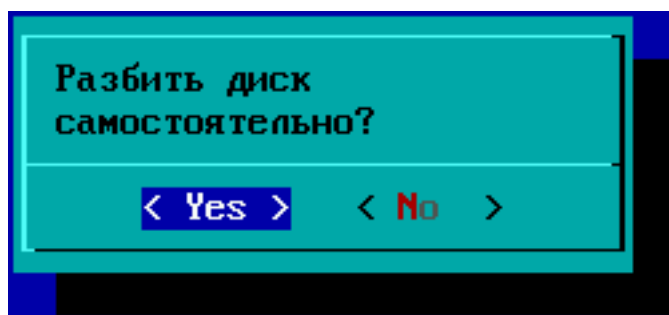 Разбить диск
самостоятельно?
< Yes > < No >